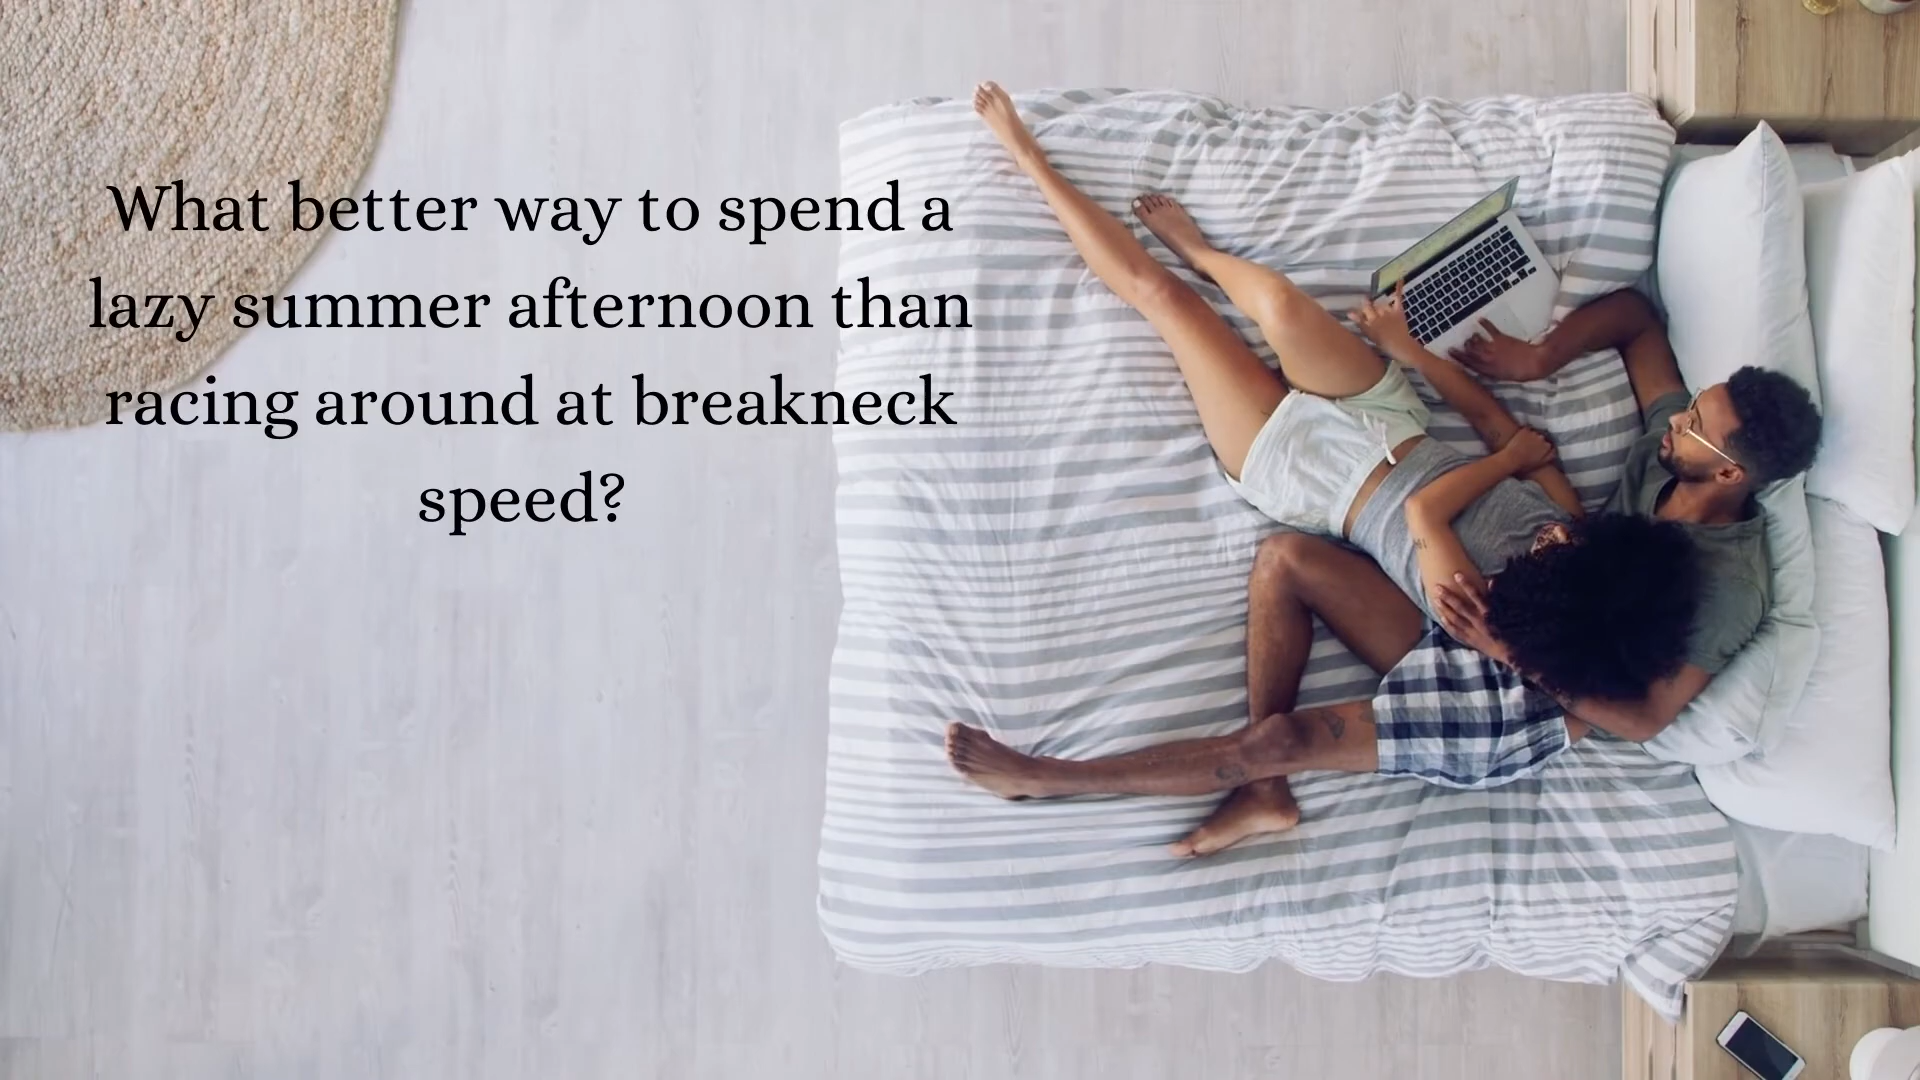 What better way to spend a
lazy summer afternoon than
racing around at breakneck
speed?